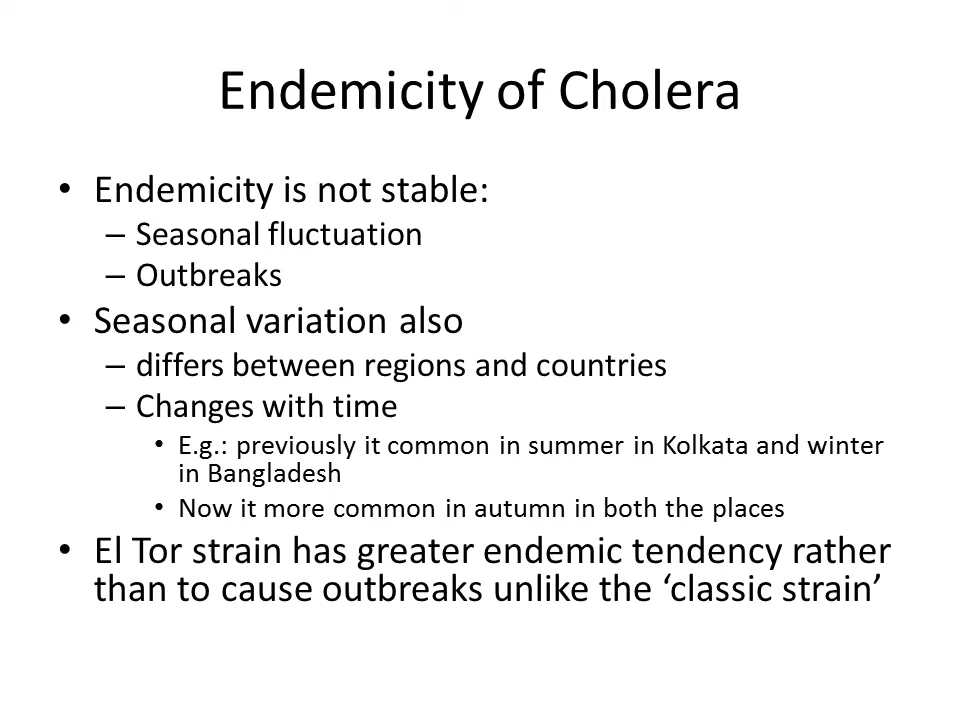 Endemicity of Cholera
• Endemicity is not stable:
– Seasonal fluctuation
– Outbreaks
• Seasonal variation also
– differs between regions and countries
– Changes with time
• E.g.: previously it common in summer in Kolkata and winter
in Bangladesh
• Now it more common in autumn in both the places
• El Tor strain has greater endemic tendency rather
than to cause outbreaks unlike the ‘classic strain’